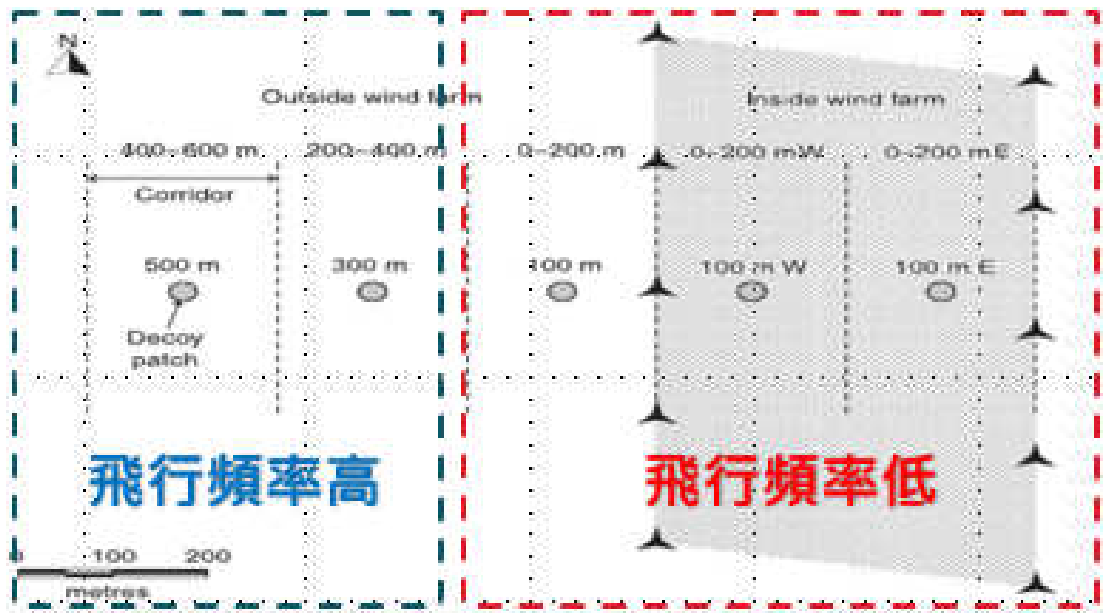 N
Outside wind farm
Inside wind farm
400-600 m
200-400 m
0-200 m
0-200 mW
0-200 mE
Corridor
500 m
300 m
100 m
100 m W
100 m E
Decoy
patch
飛行頻率高
飛行頻率低
0 100 200
metres